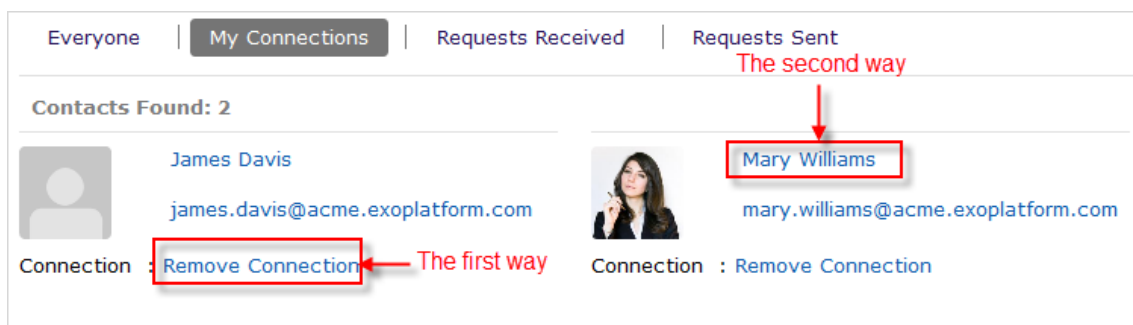 Everyone | My Connections | Requests Received | Requests Sent
The second way
Contacts Found: 2
James Davis
james.davis@acme.exoplatform.com
Connection : Remove Connection
The first way
Mary Williams
mary.williams@acme.exoplatform.com
Connection : Remove Connection